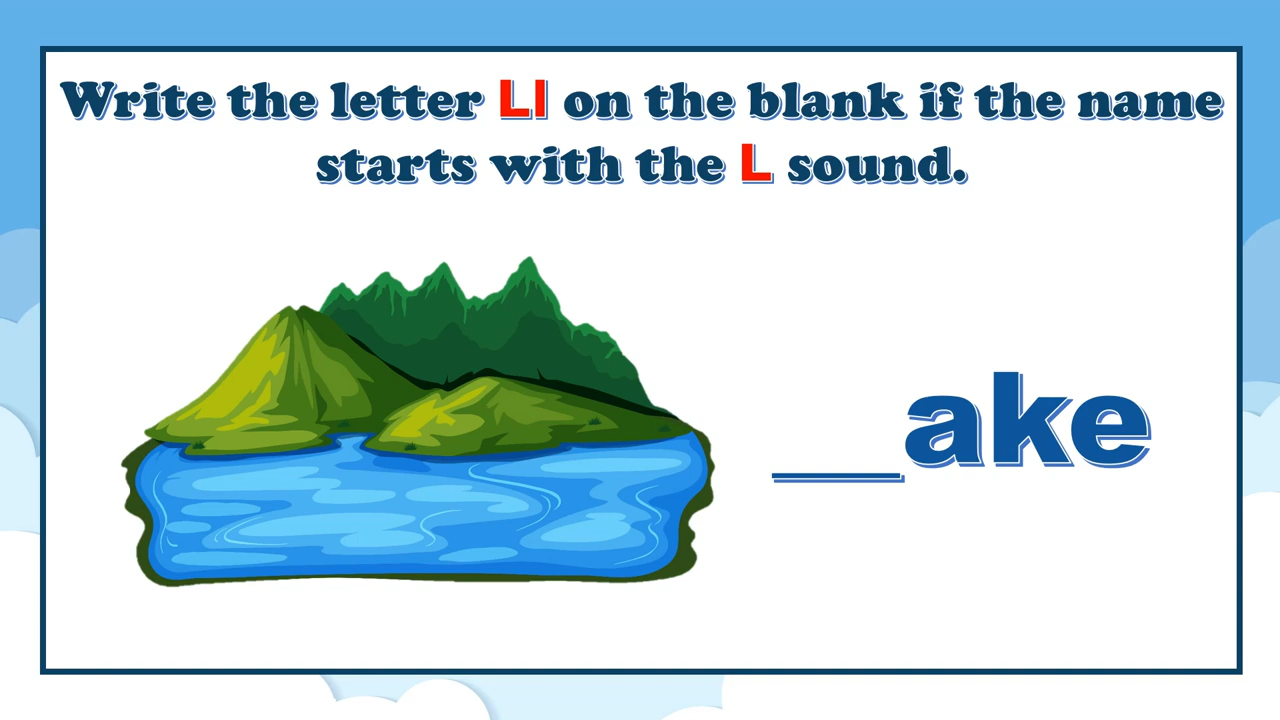 Write the letter Ll on the blank if the name
starts with the L sound.
__ake